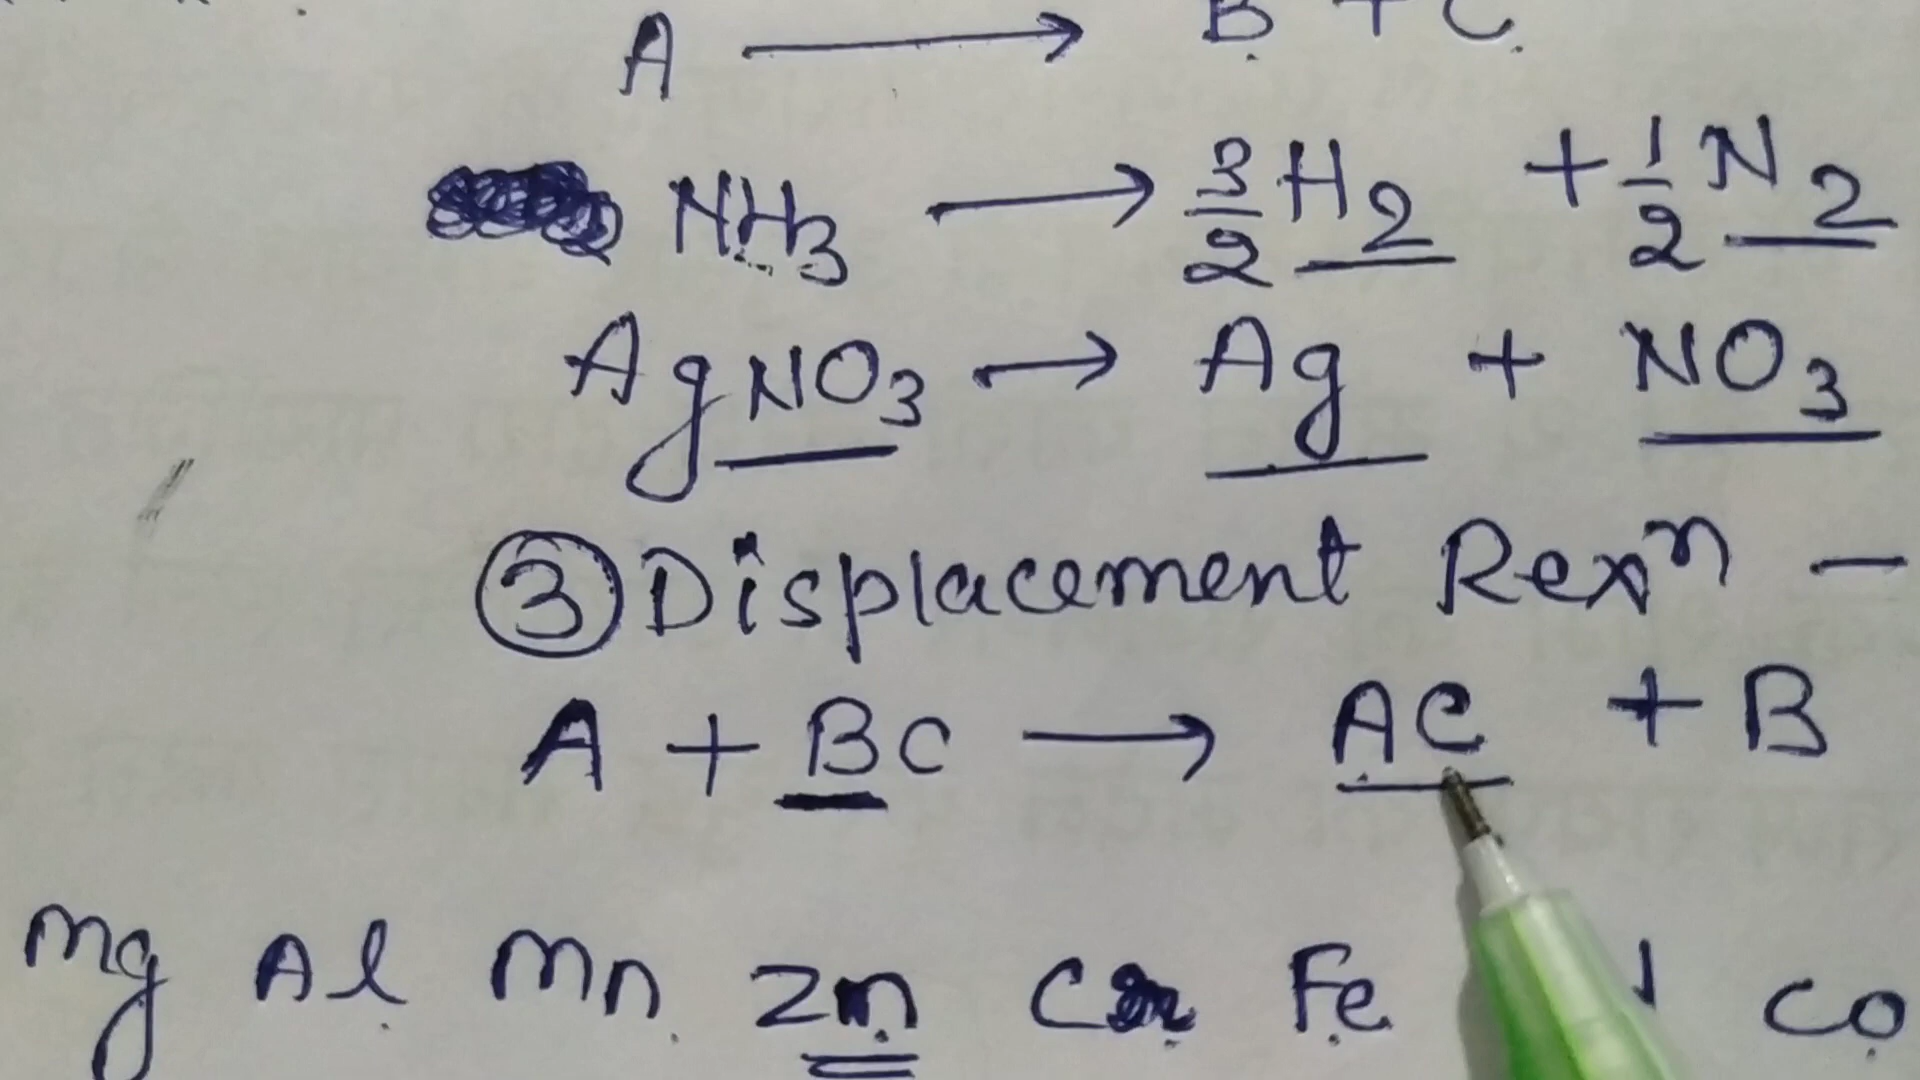 A → B + C
NH3 → 3/2 H2 + 1/2 N2
AgNO3 → Ag + NO3
③ Displacement Rexⁿ –
A + BC → AC + B
Mg Al Mn Zn Fe Co